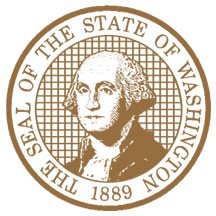 THE SEAL OF THE STATE OF WASHINGTON
1889